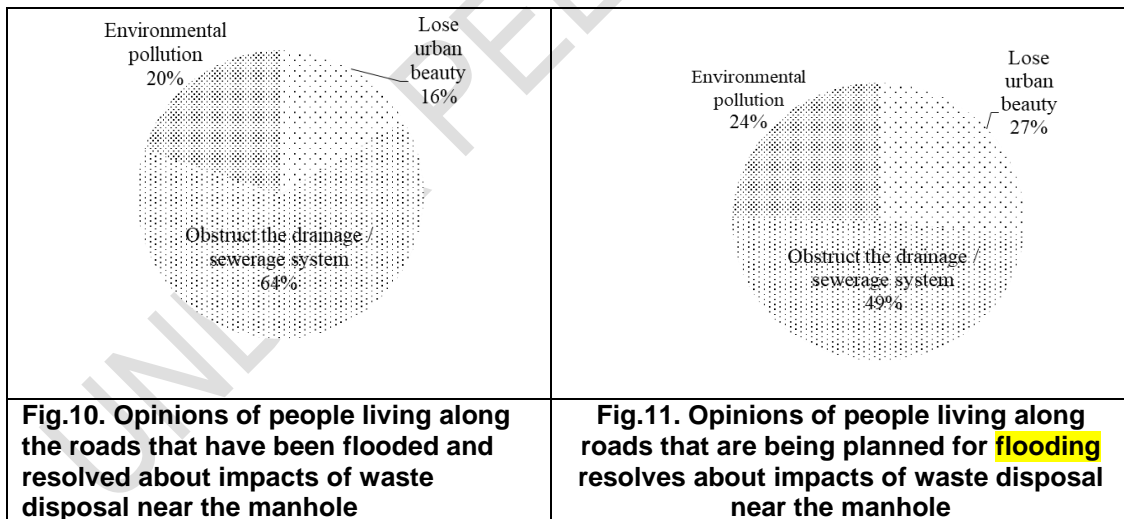 Environmental
pollution
20%
Lose
urban
beauty
16%
Obstruct the drainage /
sewerage system
64%
Environmental
pollution
24%
Lose
urban
beauty
27%
Obstruct the drainage /
sewerage system
49%
Fig.10. Opinions of people living along
the roads that have been flooded and
resolved about impacts of waste
disposal near the manhole
Fig.11. Opinions of people living along
roads that are being planned for flooding
resolves about impacts of waste disposal
near the manhole